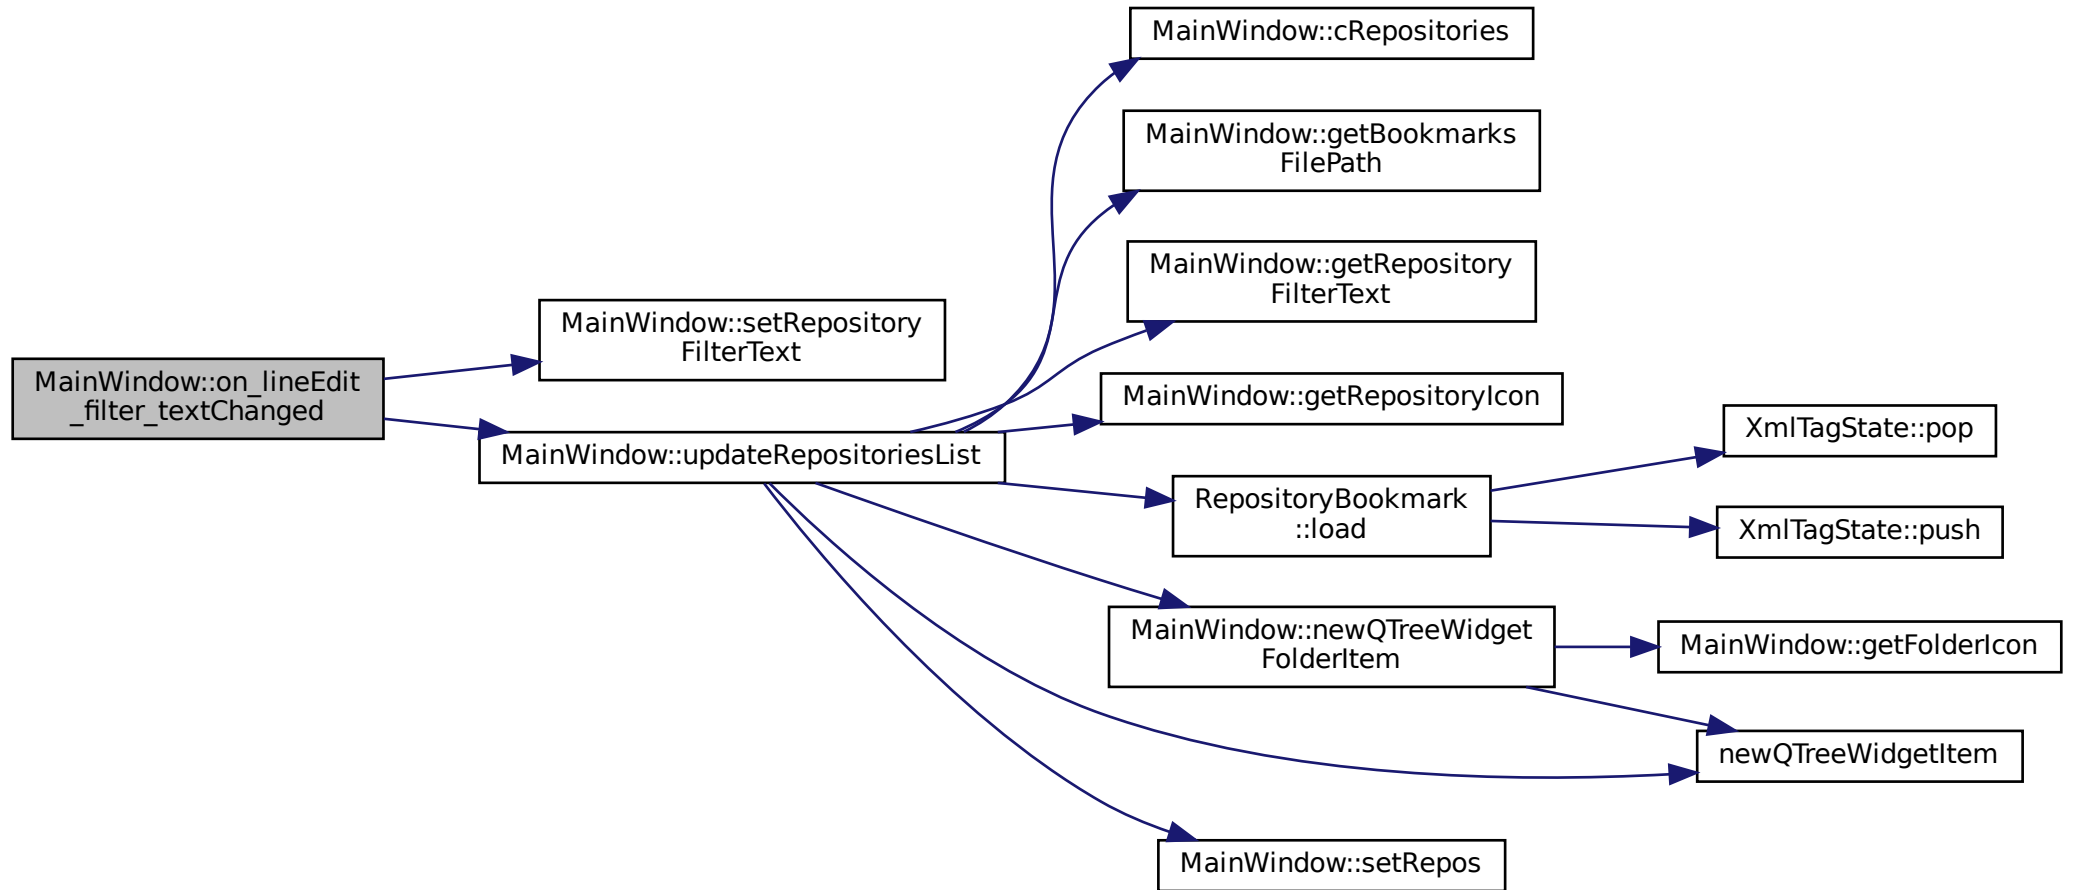 MainWindow::on_lineEdit
_filter_textChanged
MainWindow::setRepository
FilterText
MainWindow::updateRepositoriesList
MainWindow::cRepositories
MainWindow::getBookmarks
FilePath
MainWindow::getRepository
FilterText
MainWindow::getRepositoryIcon
RepositoryBookmark
::load
MainWindow::newQTreeWidget
FolderItem
MainWindow::setRepos
XmlTagState::pop
XmlTagState::push
MainWindow::getFolderIcon
newQTreeWidgetItem